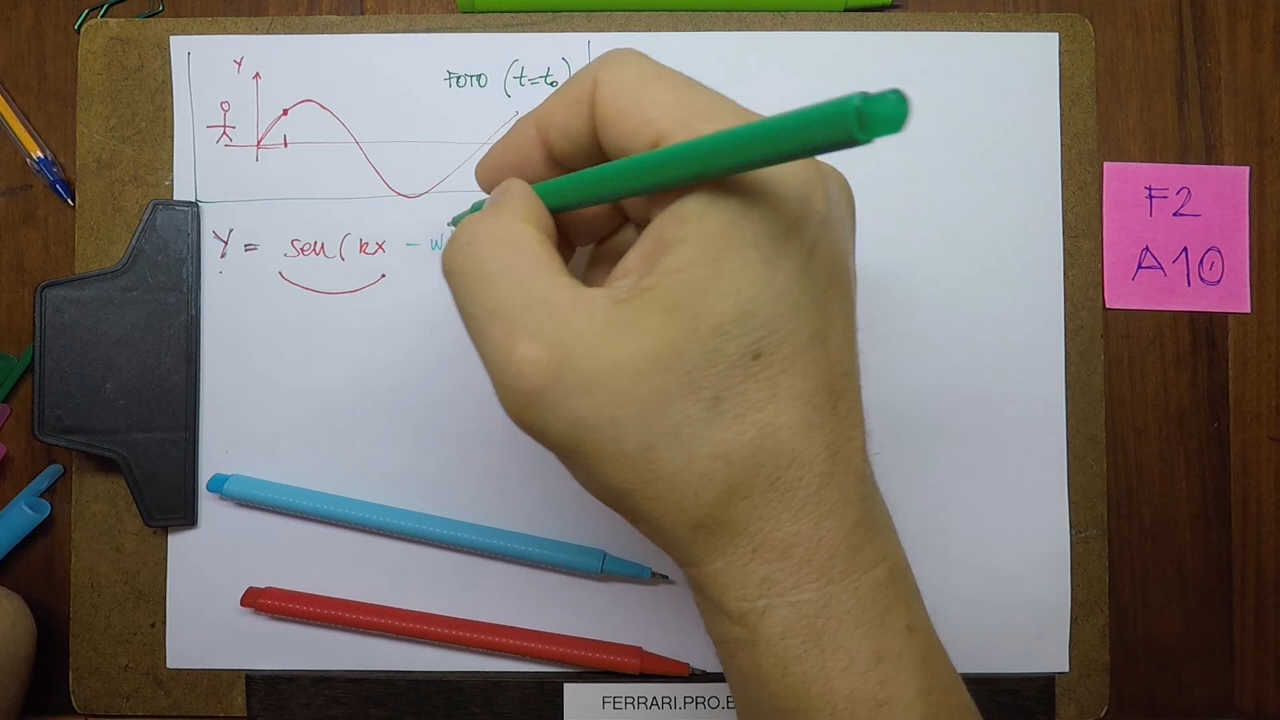 Y
FOTO (t=t₀)
Y = sen(kx - w
F2
A10
FERRARI.PRO.B